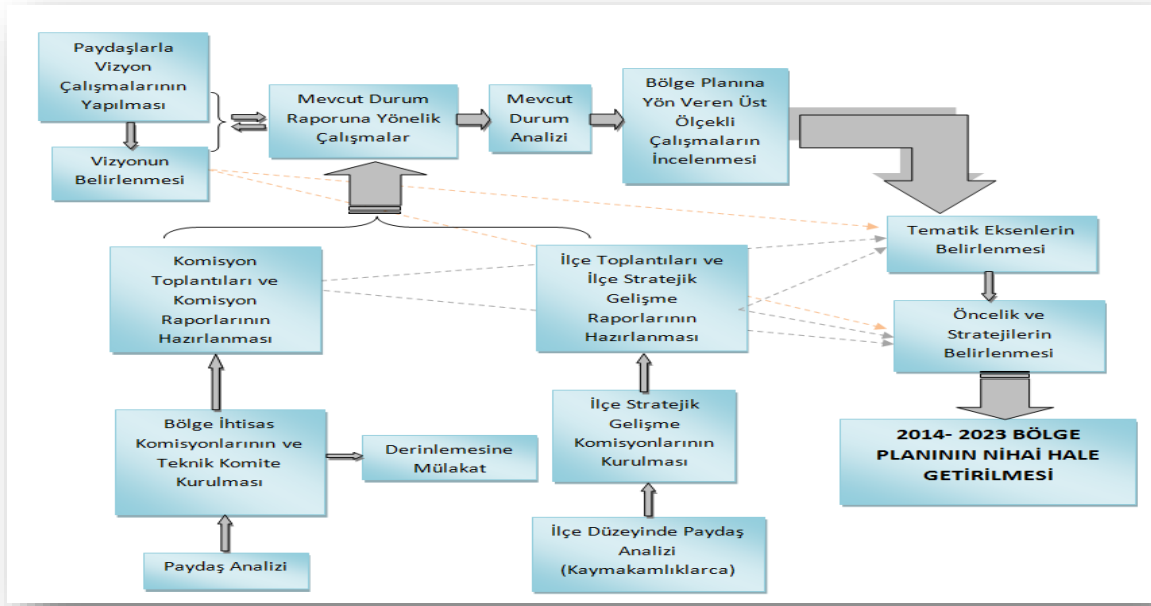 Paydaşlarla
Vizyon
Çalışmalarının
Yapılması
Vizyonun
Belirlenmesi
Mevcut Durum
Raporuna Yönelik
Çalışmalar
Mevcut
Durum
Analizi
Bölge Planına
Yön Veren Üst
Ölçekli
Çalışmaların
İncelenmesi
Tematik Eksenlerin
Belirlenmesi
Komisyon
Toplantıları ve
Komisyon
Raporlarının
Hazırlanması
İlçe Toplantıları ve
İlçe Stratejik
Gelişme
Raporlarının
Hazırlanması
Öncelik ve
Stratejilerin
Belirlenmesi
Bölge İhtisas
Komisyonlarının ve
Teknik Komite
Kurulması
Derinlemesine
Mülakat
İlçe Stratejik
Gelişme
Komisyonlarının
Kurulması
2014- 2023 BÖLGE
PLANININ NİHAİ HALE
GETİRİLMESİ
Paydaş Analizi
İlçe Düzeyinde Paydaş
Analizi
(Kaymakamlıklarca)